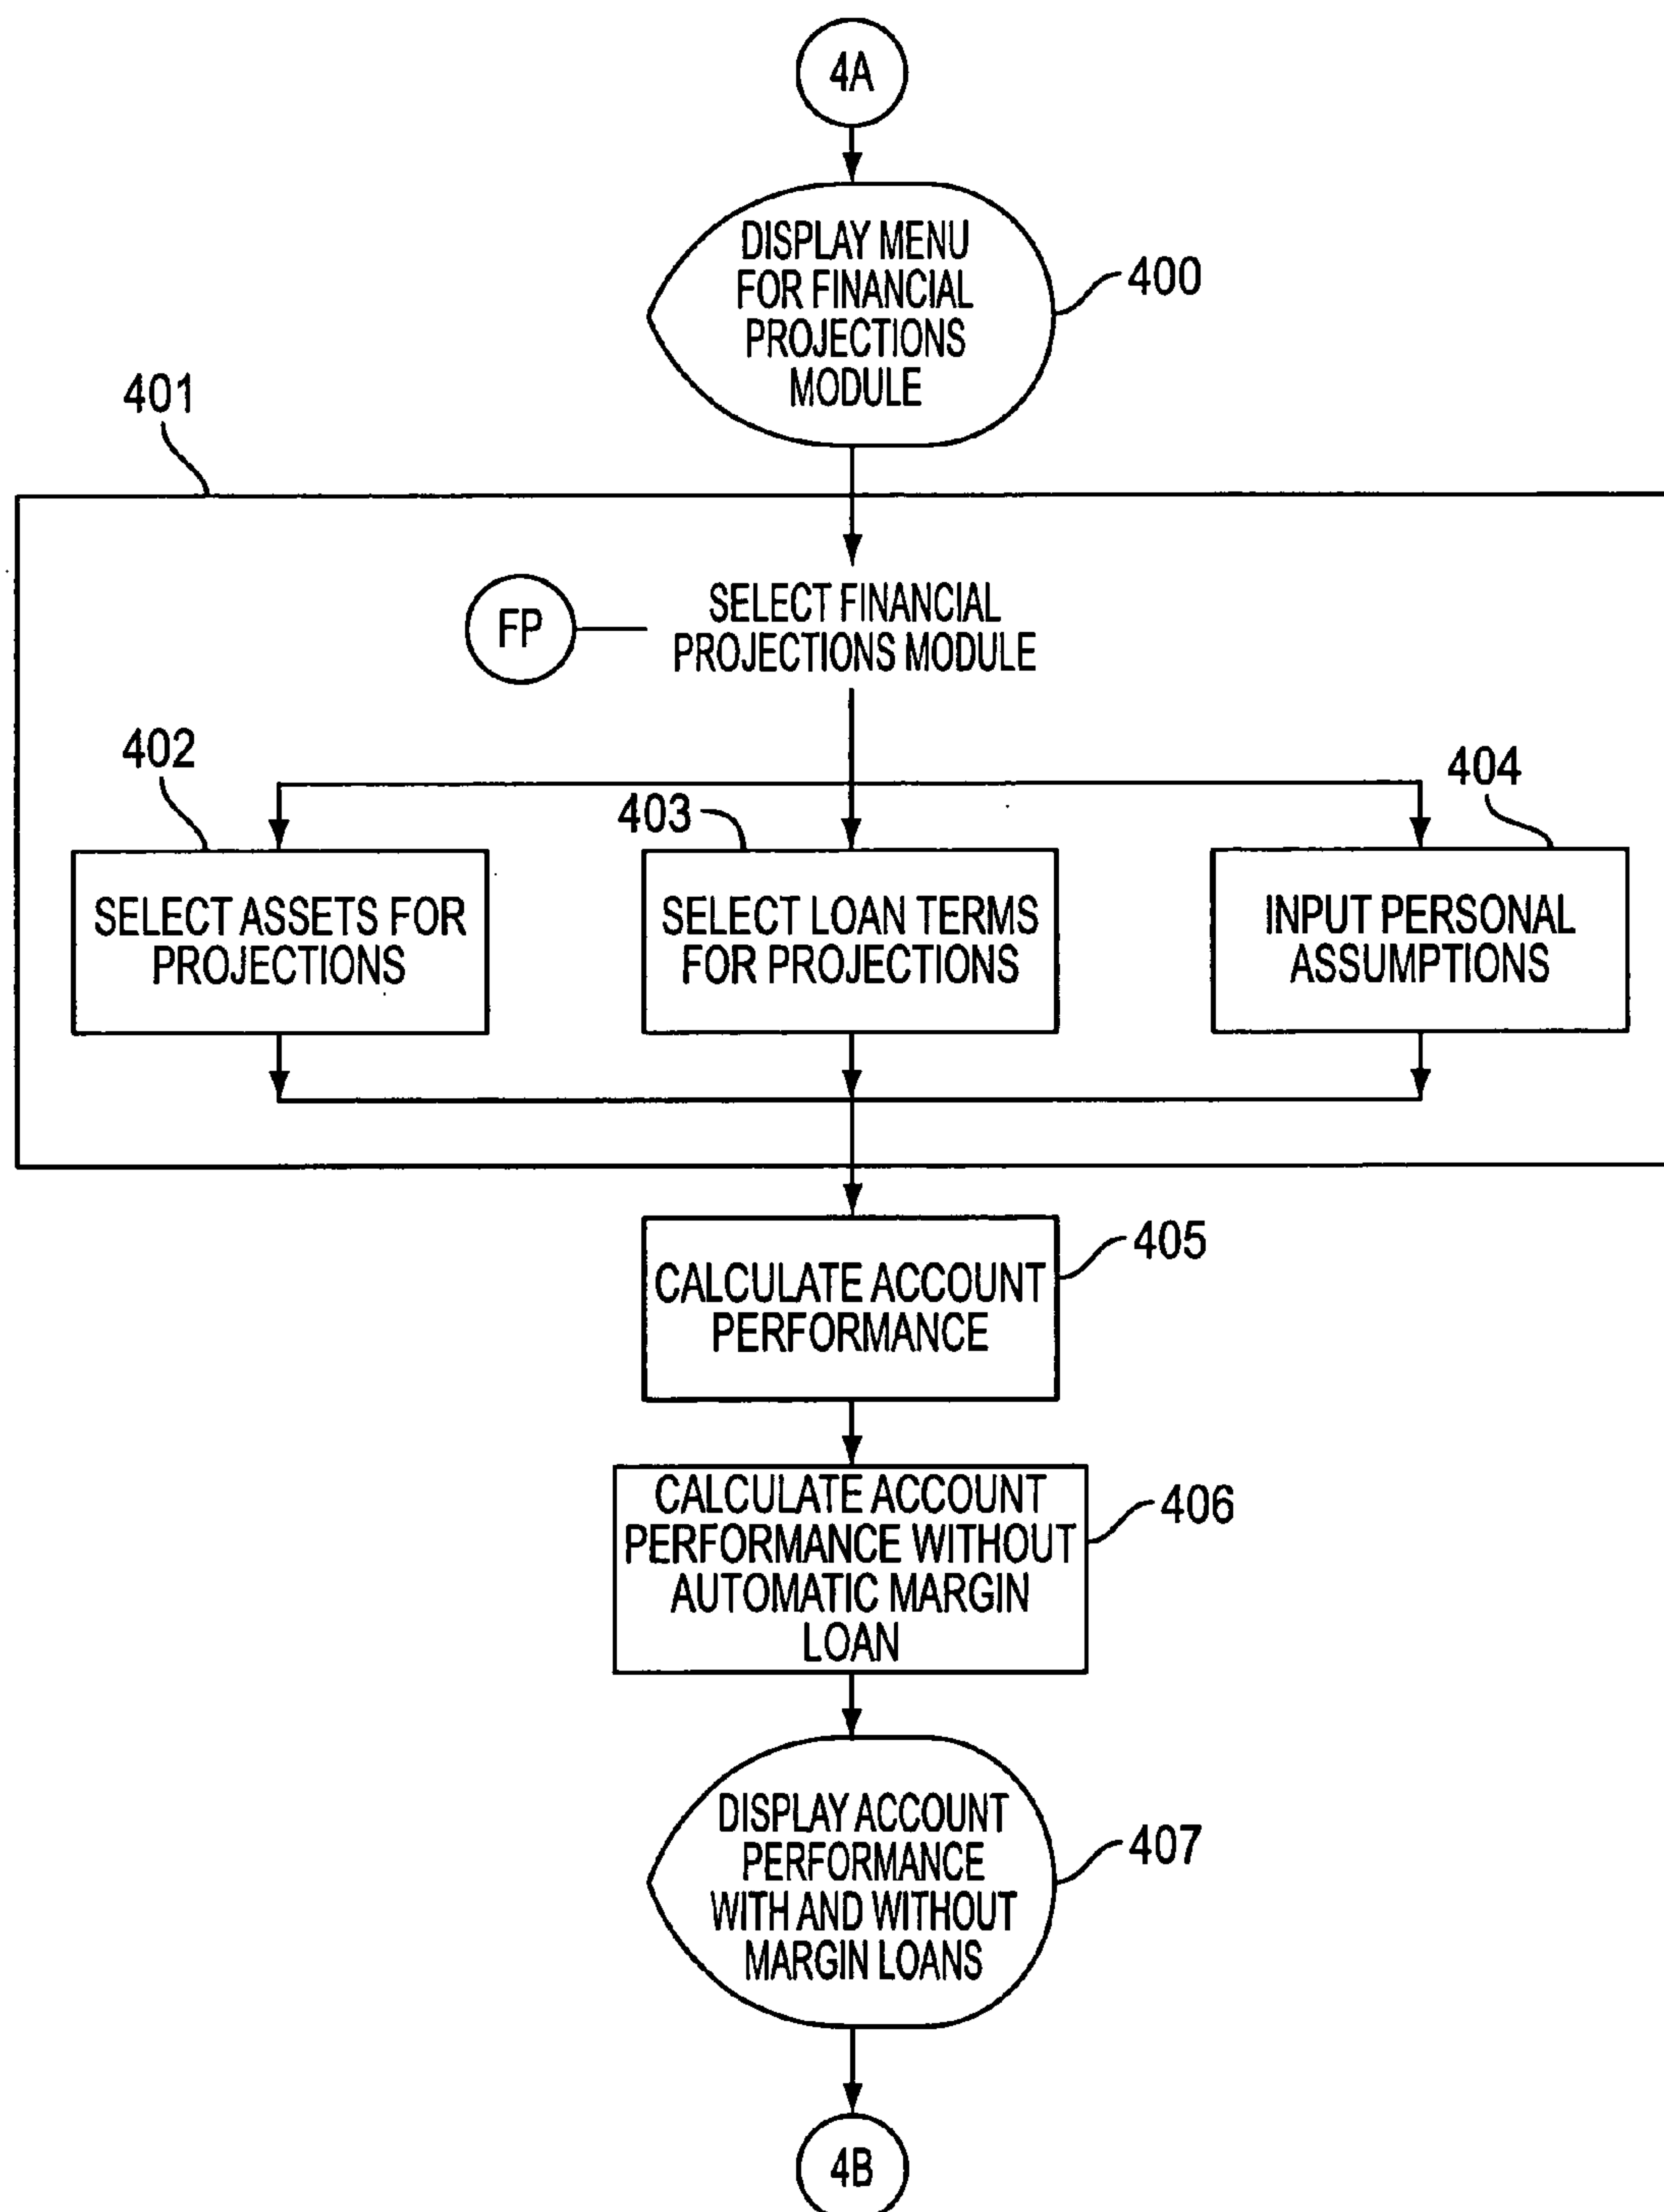 4A
DISPLAY MENU
FOR FINANCIAL
PROJECTIONS
MODULE
400
401
FP
SELECT FINANCIAL
PROJECTIONS MODULE
402
403
404
SELECT ASSETS FOR
PROJECTIONS
SELECT LOAN TERMS
FOR PROJECTIONS
INPUT PERSONAL
ASSUMPTIONS
405
CALCULATE ACCOUNT
PERFORMANCE
406
CALCULATE ACCOUNT
PERFORMANCE WITHOUT
AUTOMATIC MARGIN
LOAN
DISPLAY ACCOUNT
PERFORMANCE
WITH AND WITHOUT
MARGIN LOANS
407
4B